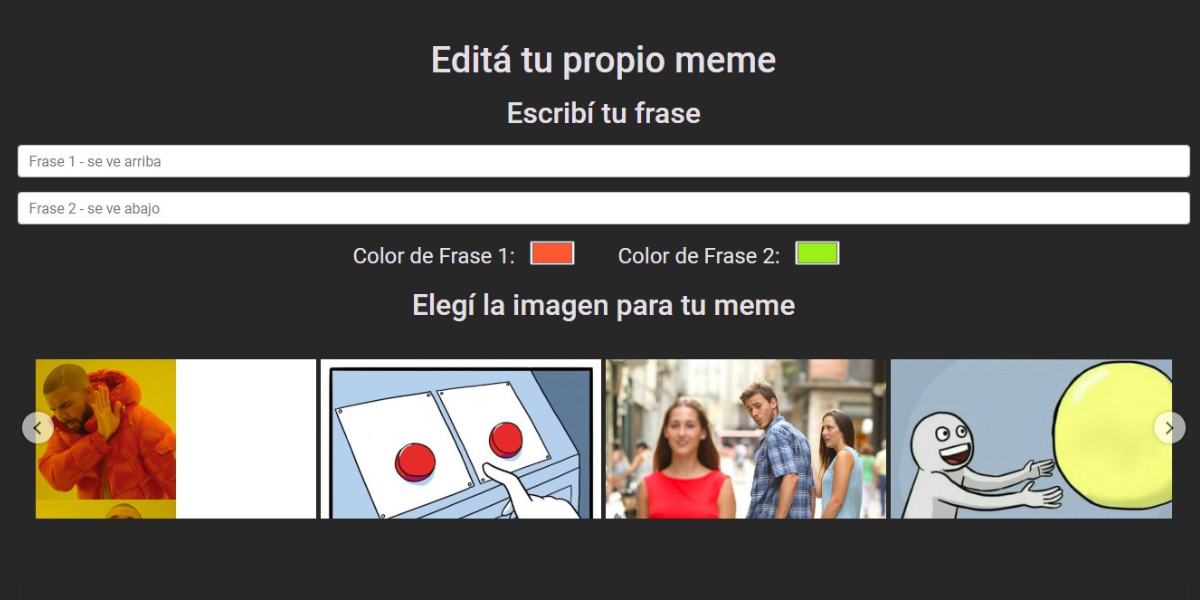 Editá tu propio meme
Escribí tu frase
Frase 1 - se ve arriba
Frase 2 - se ve abajo
Color de Frase 1:
Color de Frase 2:
Elegí la imagen para tu meme